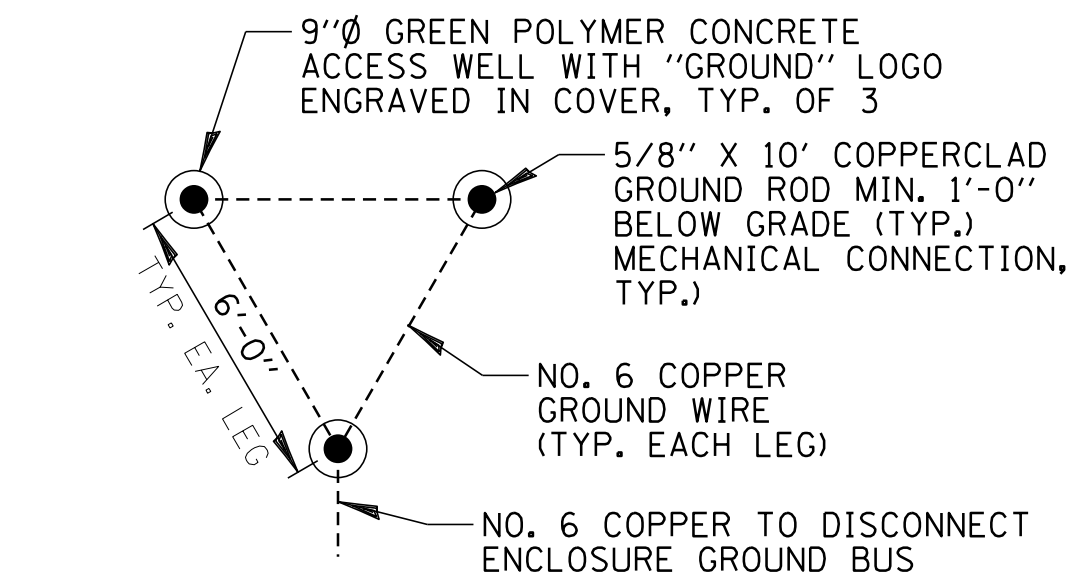 9''Ø GREEN POLYMER CONCRETE
ACCESS WELL WITH "GROUND" LOGO
ENGRAVED IN COVER, TYP. OF 3
5/8'' X 10' COPPERCLAD
GROUND ROD MIN. 1'-0''
BELOW GRADE (TYP.)
MECHANICAL CONNECTION,
TYP.)
6'-0''
TYP. EA. LEG
NO. 6 COPPER
GROUND WIRE
(TYP. EACH LEG)
NO. 6 COPPER TO DISCONNECT
ENCLOSURE GROUND BUS